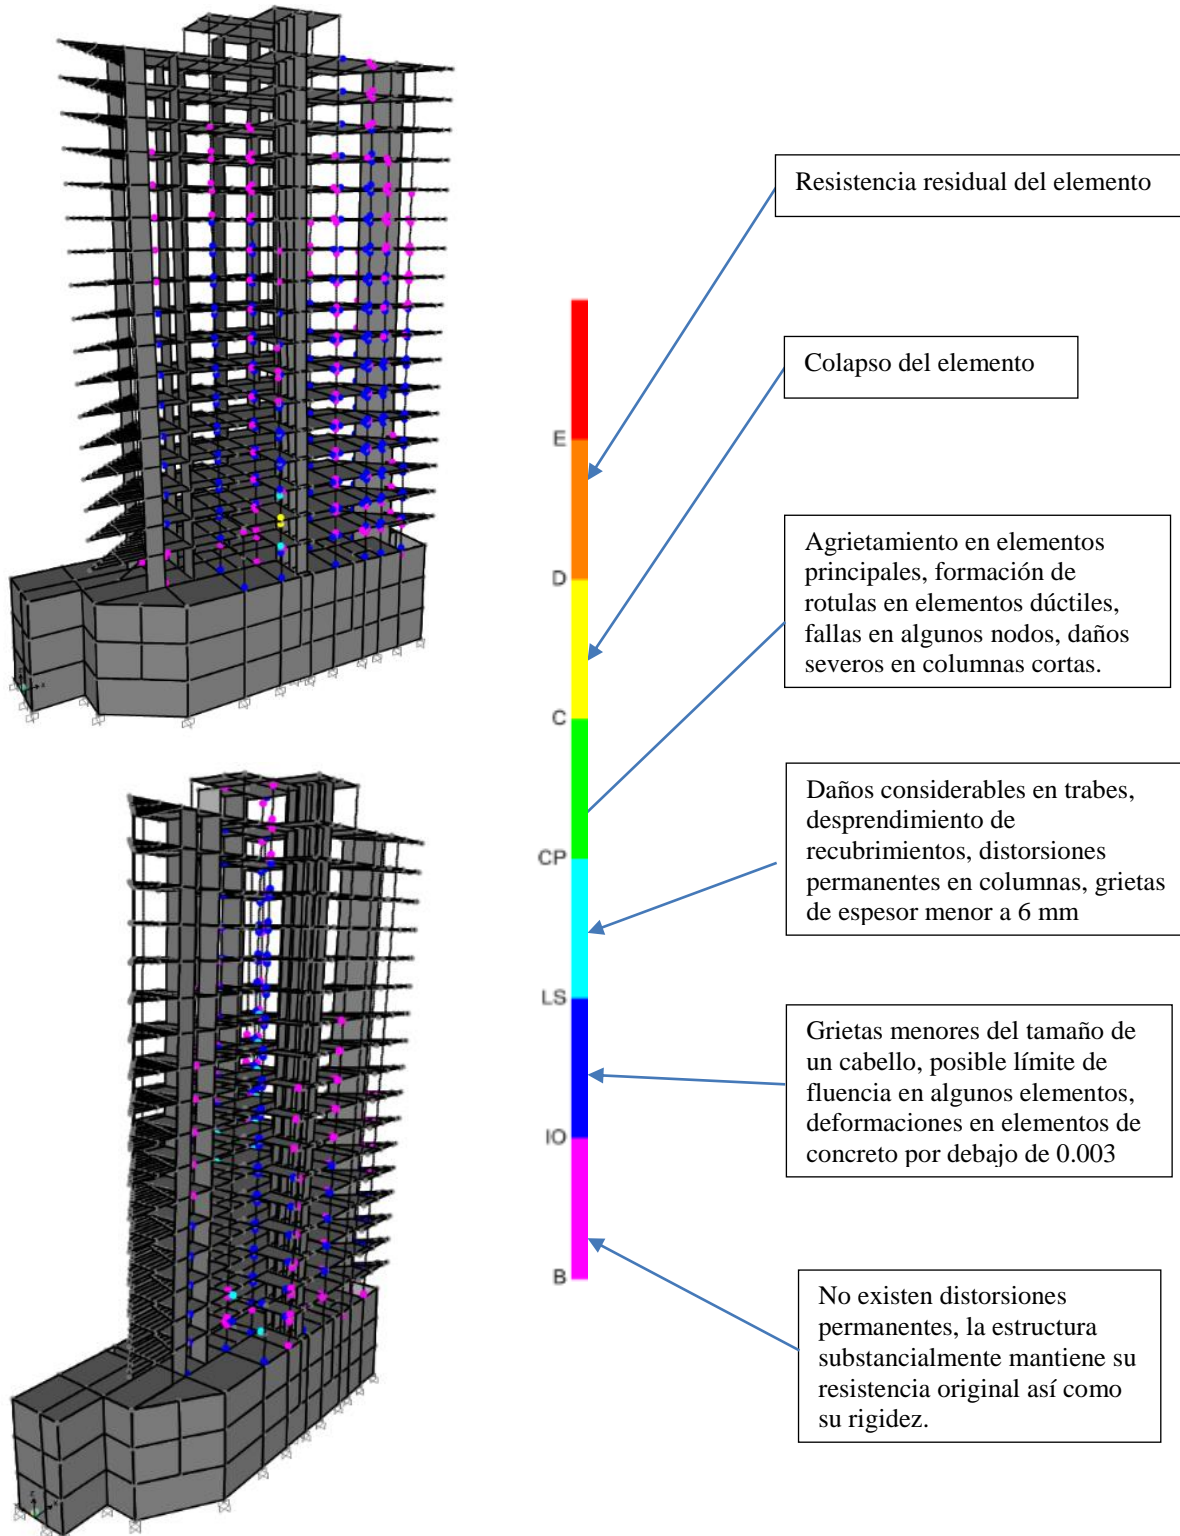 Resistencia residual del elemento
Colapso del elemento
E
D
Agrietamiento en elementos
principales, formación de
rotulas en elementos dúctiles,
fallas en algunos nodos, daños
severos en columnas cortas.
C
CP
Daños considerables en trabes,
desprendimiento de
recubrimientos, distorsiones
permanentes en columnas, grietas
de espesor menor a 6 mm
LS
Grietas menores del tamaño de
un cabello, posible límite de
fluencia en algunos elementos,
deformaciones en elementos de
concreto por debajo de 0.003
IO
B
No existen distorsiones
permanentes, la estructura
substancialmente mantiene su
resistencia original así como
su rigidez.